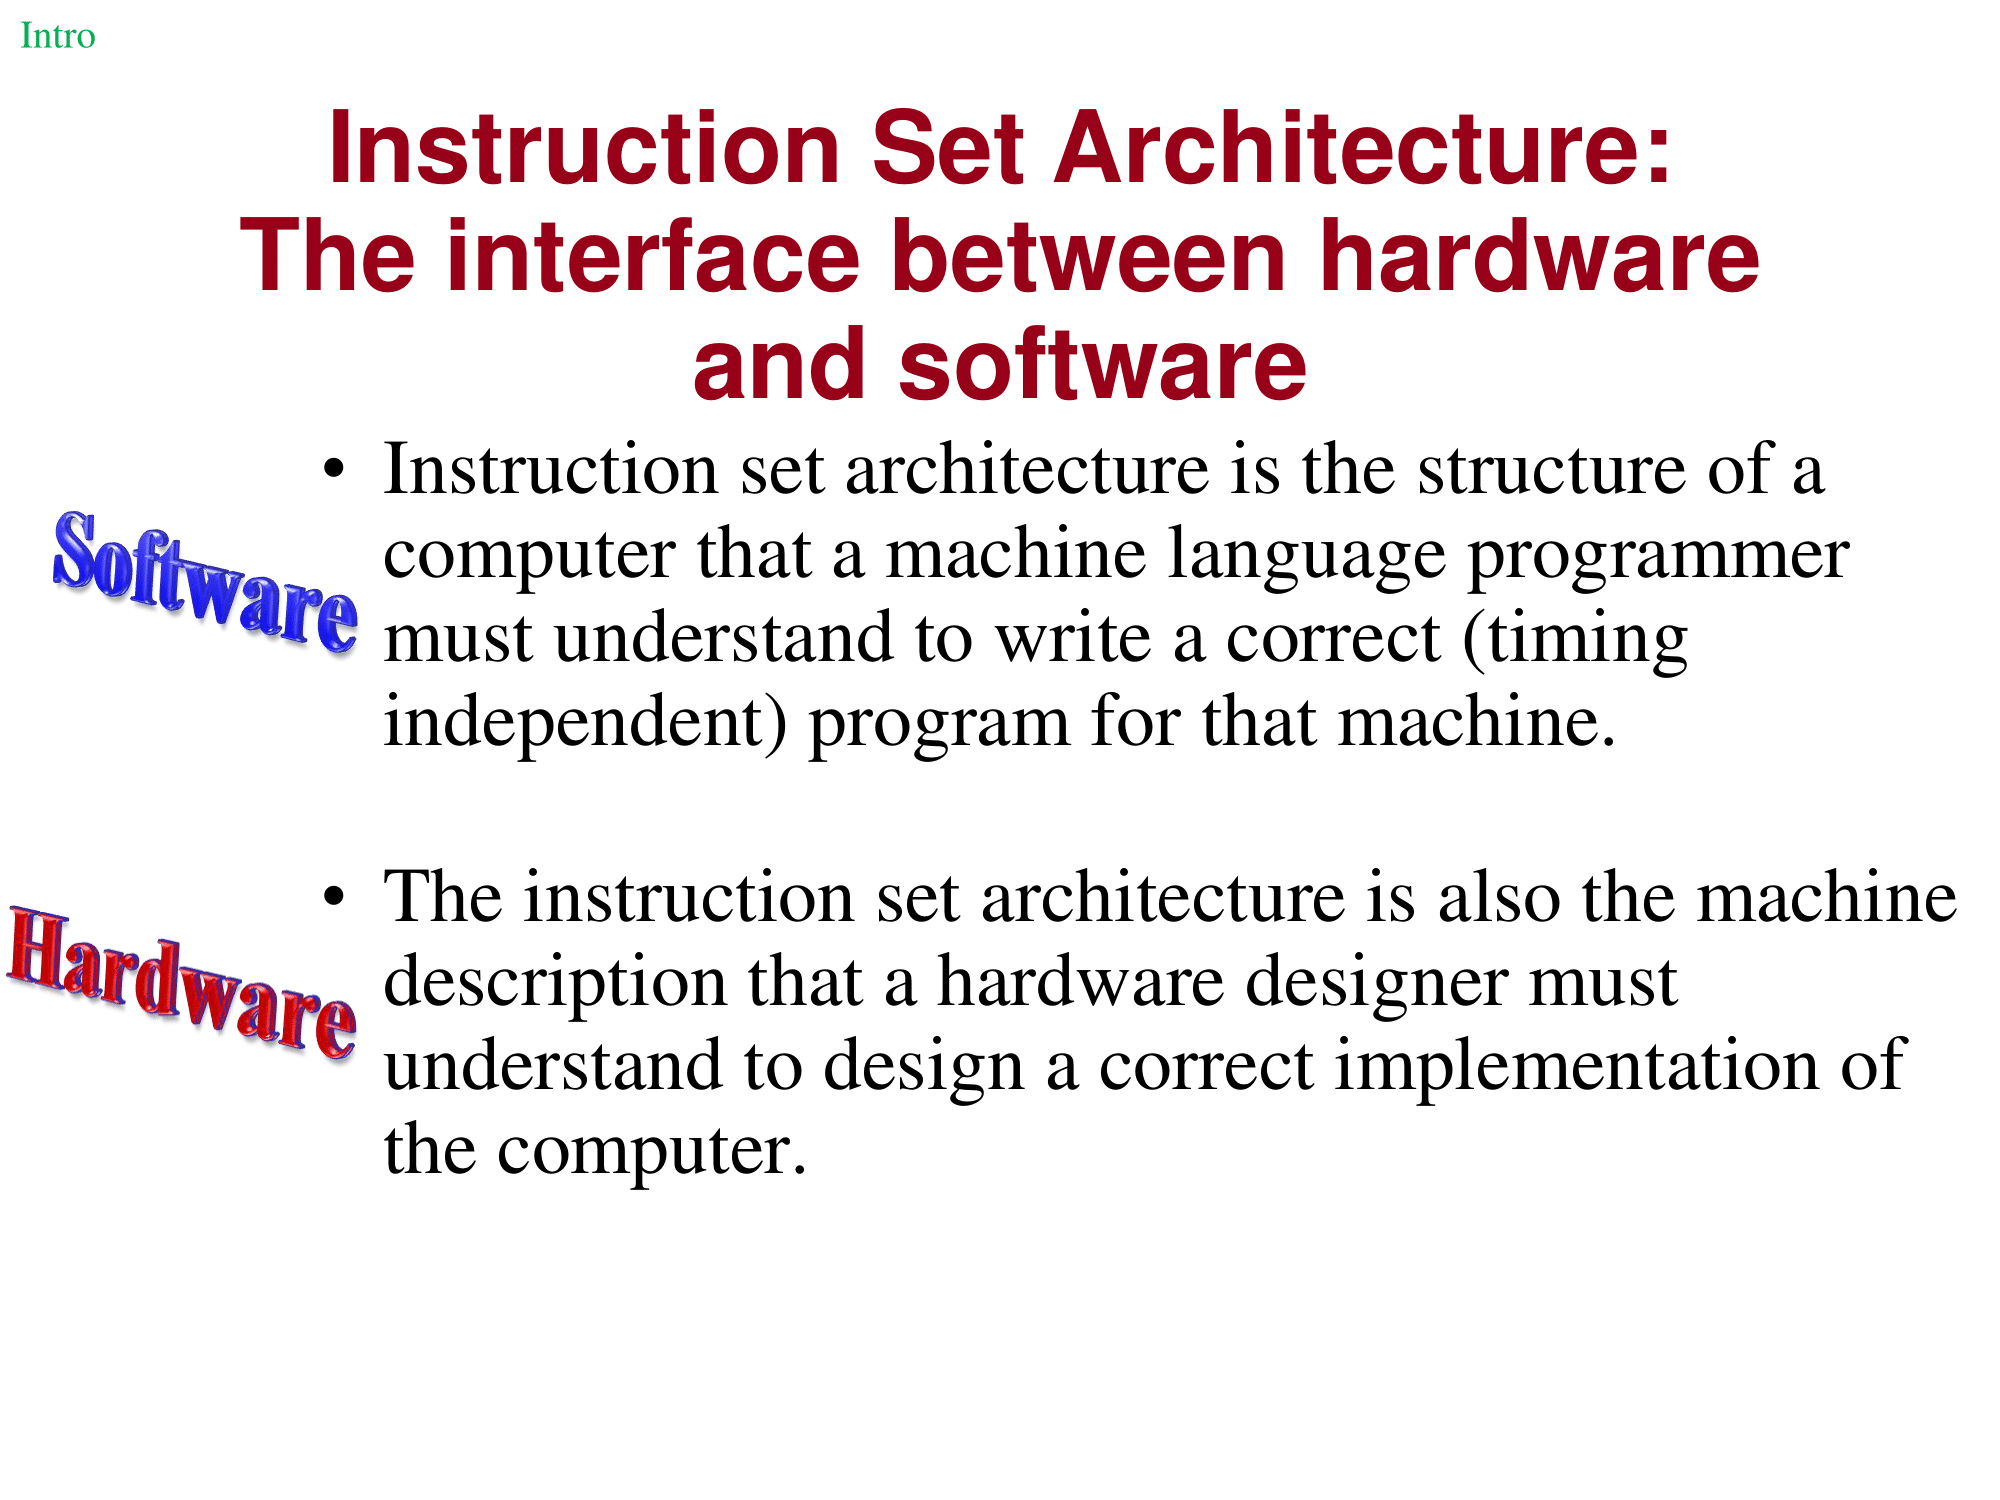 Intro
Instruction Set Architecture:
The interface between hardware
and software
• Instruction set architecture is the structure of a
computer that a machine language programmer
must understand to write a correct (timing
independent) program for that machine.
Software
• The instruction set architecture is also the machine
description that a hardware designer must
understand to design a correct implementation of
the computer.
Hardware